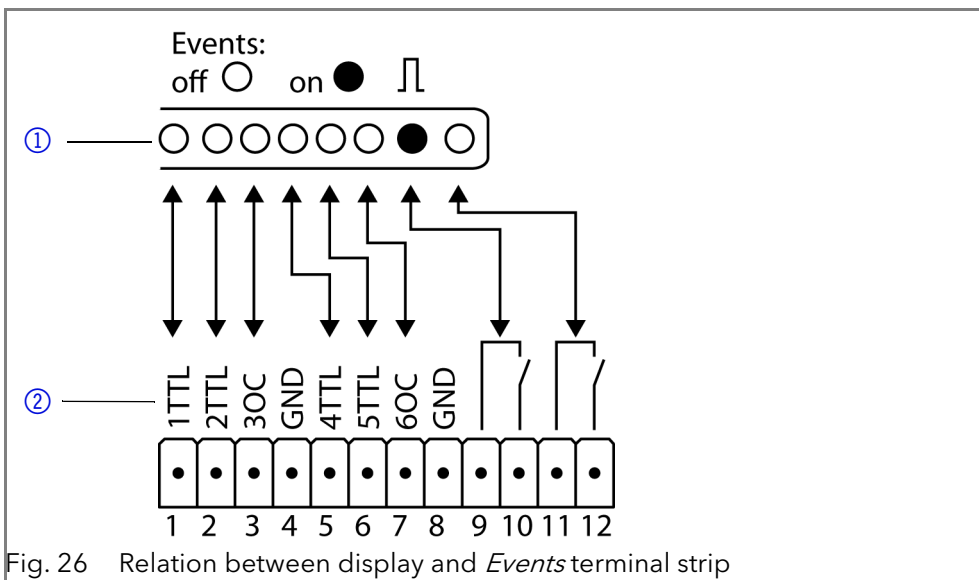 Events:
off on
①
②
1TTL 2TTL 3OC GND 4TTL 5TTL 6OC GND
1 2 3 4 5 6 7 8 9 10 11 12
Fig. 26 Relation between display and Events terminal strip